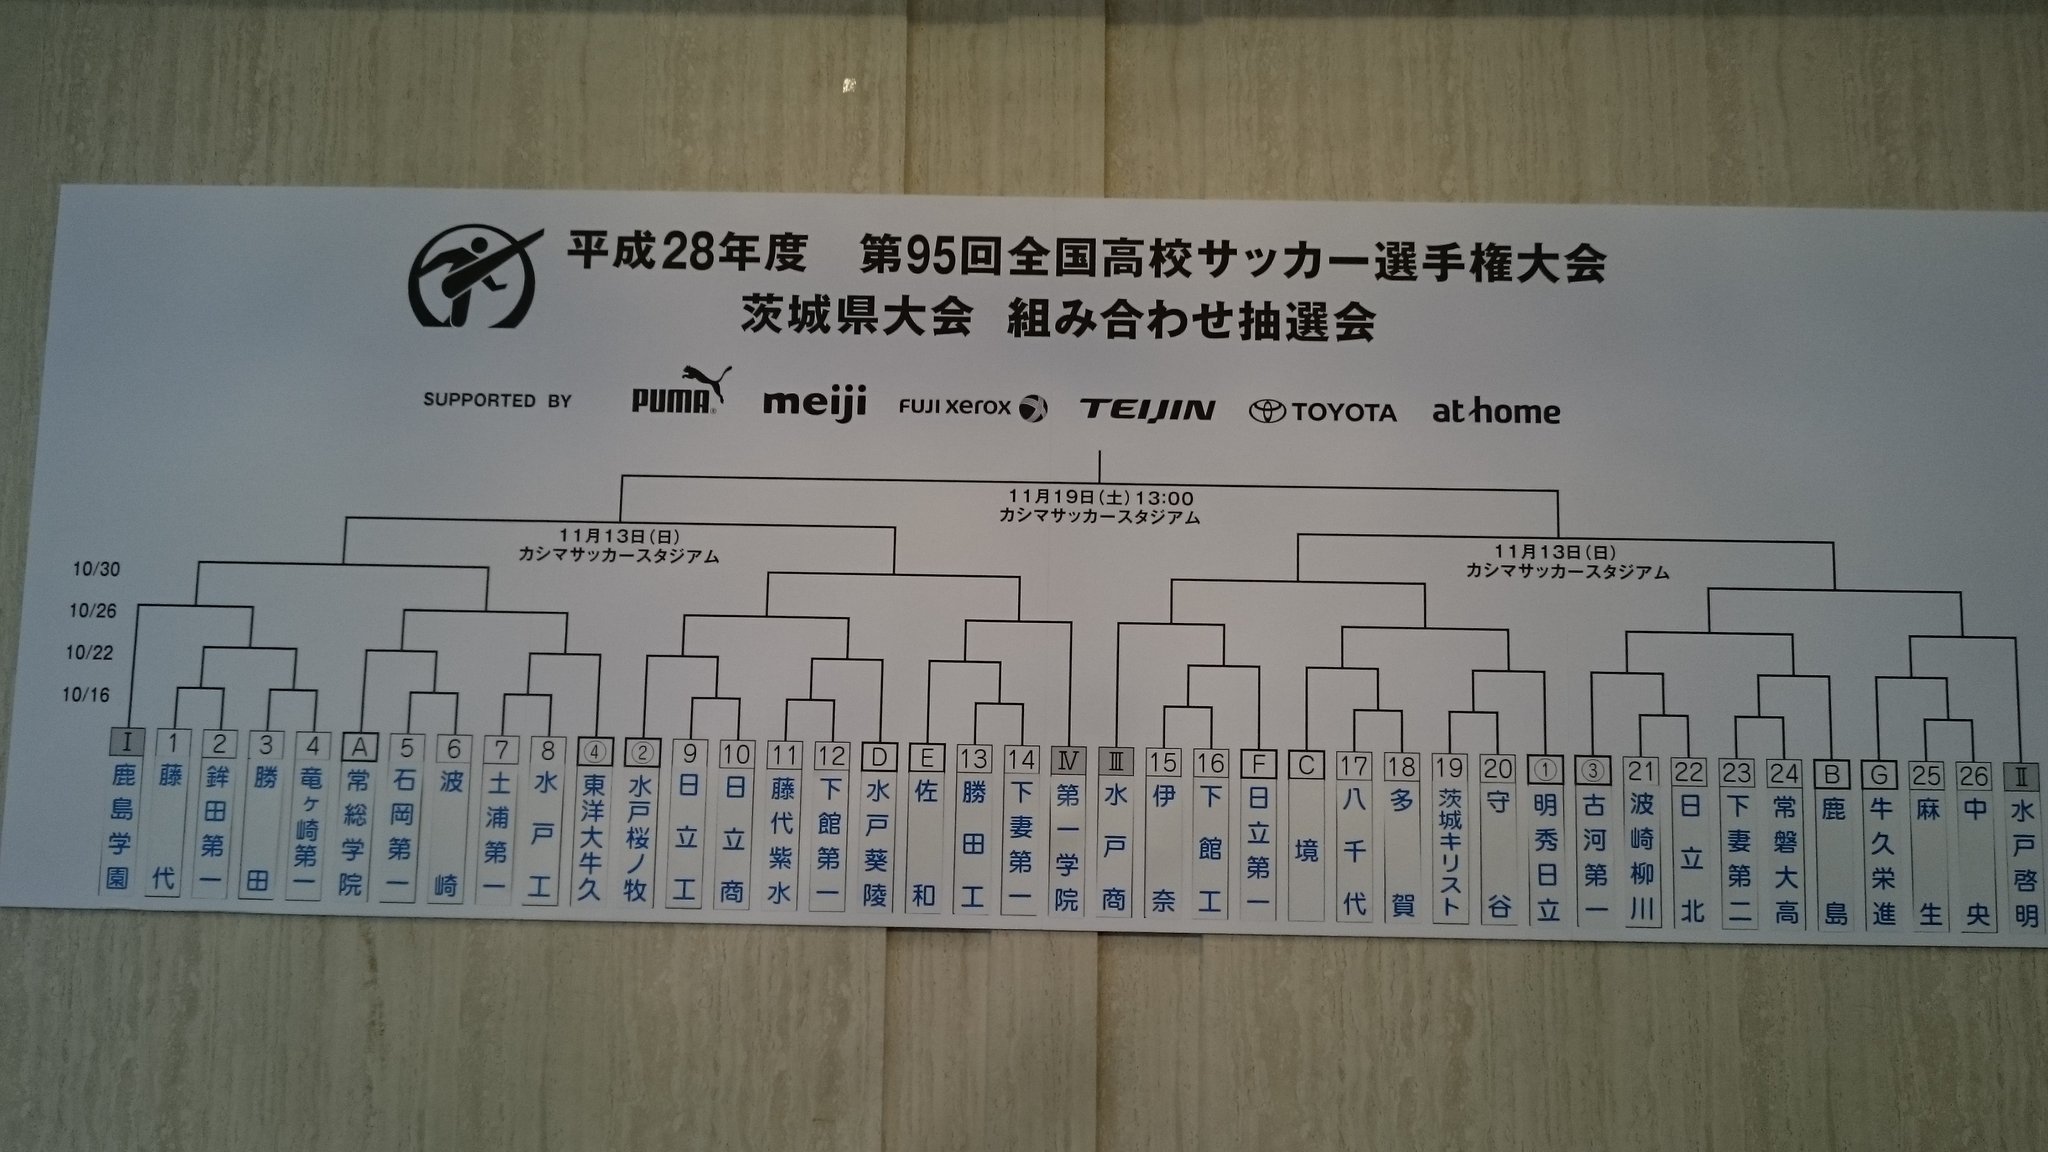 平成28年度　第95回全国高校サッカー選手権大会
茨城県大会　組み合わせ抽選会
SUPPORTED BY PUMA meiji FUJI xerox TEIJIN TOYOTA at home
11月19日(土)13:00
カシマサッカースタジアム
11月13日(日)
カシマサッカースタジアム
11月13日(日)
カシマサッカースタジアム
10/30
10/26
10/22
10/16
Ⅰ 鹿島学園
1 藤代
2 鉾田第一
3 勝田
4 竜ヶ崎第一
A 常総学院
5 石岡第一
6 波崎
7 土浦第一
8 水戸工
④ 東洋大牛久
② 水戸桜ノ牧
9 日立工
10 日立商
11 藤代紫水
12 下館第一
D 水戸葵陵
E 佐和
13 勝田工
14 下妻第一
Ⅳ 第一学院
Ⅲ 水戸商
15 伊奈
16 下館工
F 日立第一
C 境
17 八千代
18 多賀
19 茨城キリスト
20 守谷
① 明秀日立
③ 古河第一
21 波崎柳川
22 日立北
23 下妻第二
24 常磐大高
B 鹿島
G 牛久栄進
25 麻生
26 中央
Ⅱ 水戸啓明